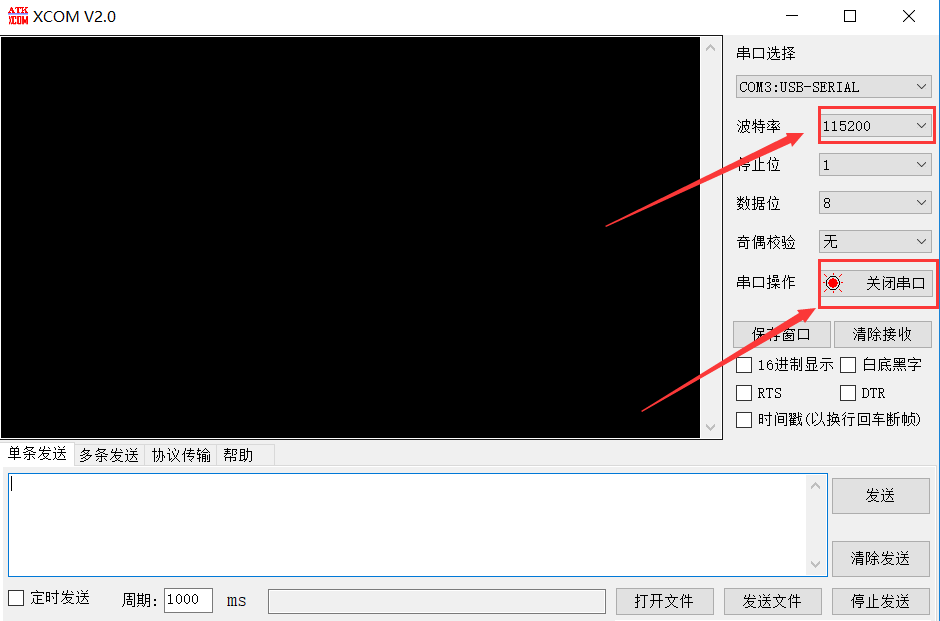 ATK XCOM XCOM V2.0
串口选择
COM3:USB-SERIAL
波特率 115200
停止位 1
数据位 8
奇偶校验 无
串口操作 关闭串口
保存窗口 清除接收
16进制显示 白底黑字
RTS DTR
时间戳(以换行回车断帧)
单条发送 多条发送 协议传输 帮助
发送
清除发送
定时发送 周期: 1000 ms 打开文件 发送文件 停止发送